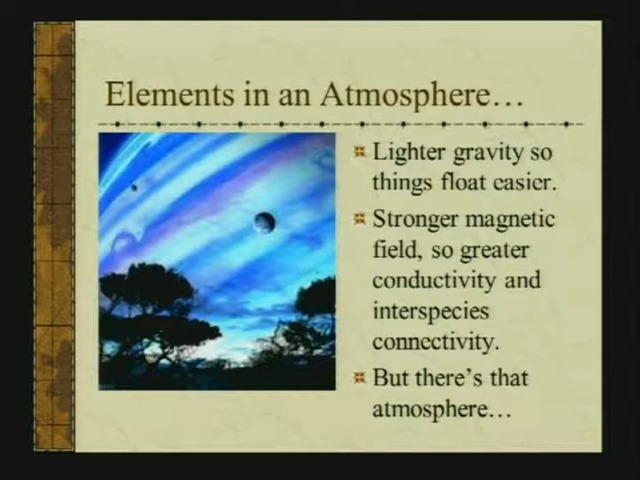 Elements in an Atmosphere…
Lighter gravity so
things float easier.
Stronger magnetic
field, so greater
conductivity and
interspecies
connectivity.
But there's that
atmosphere…